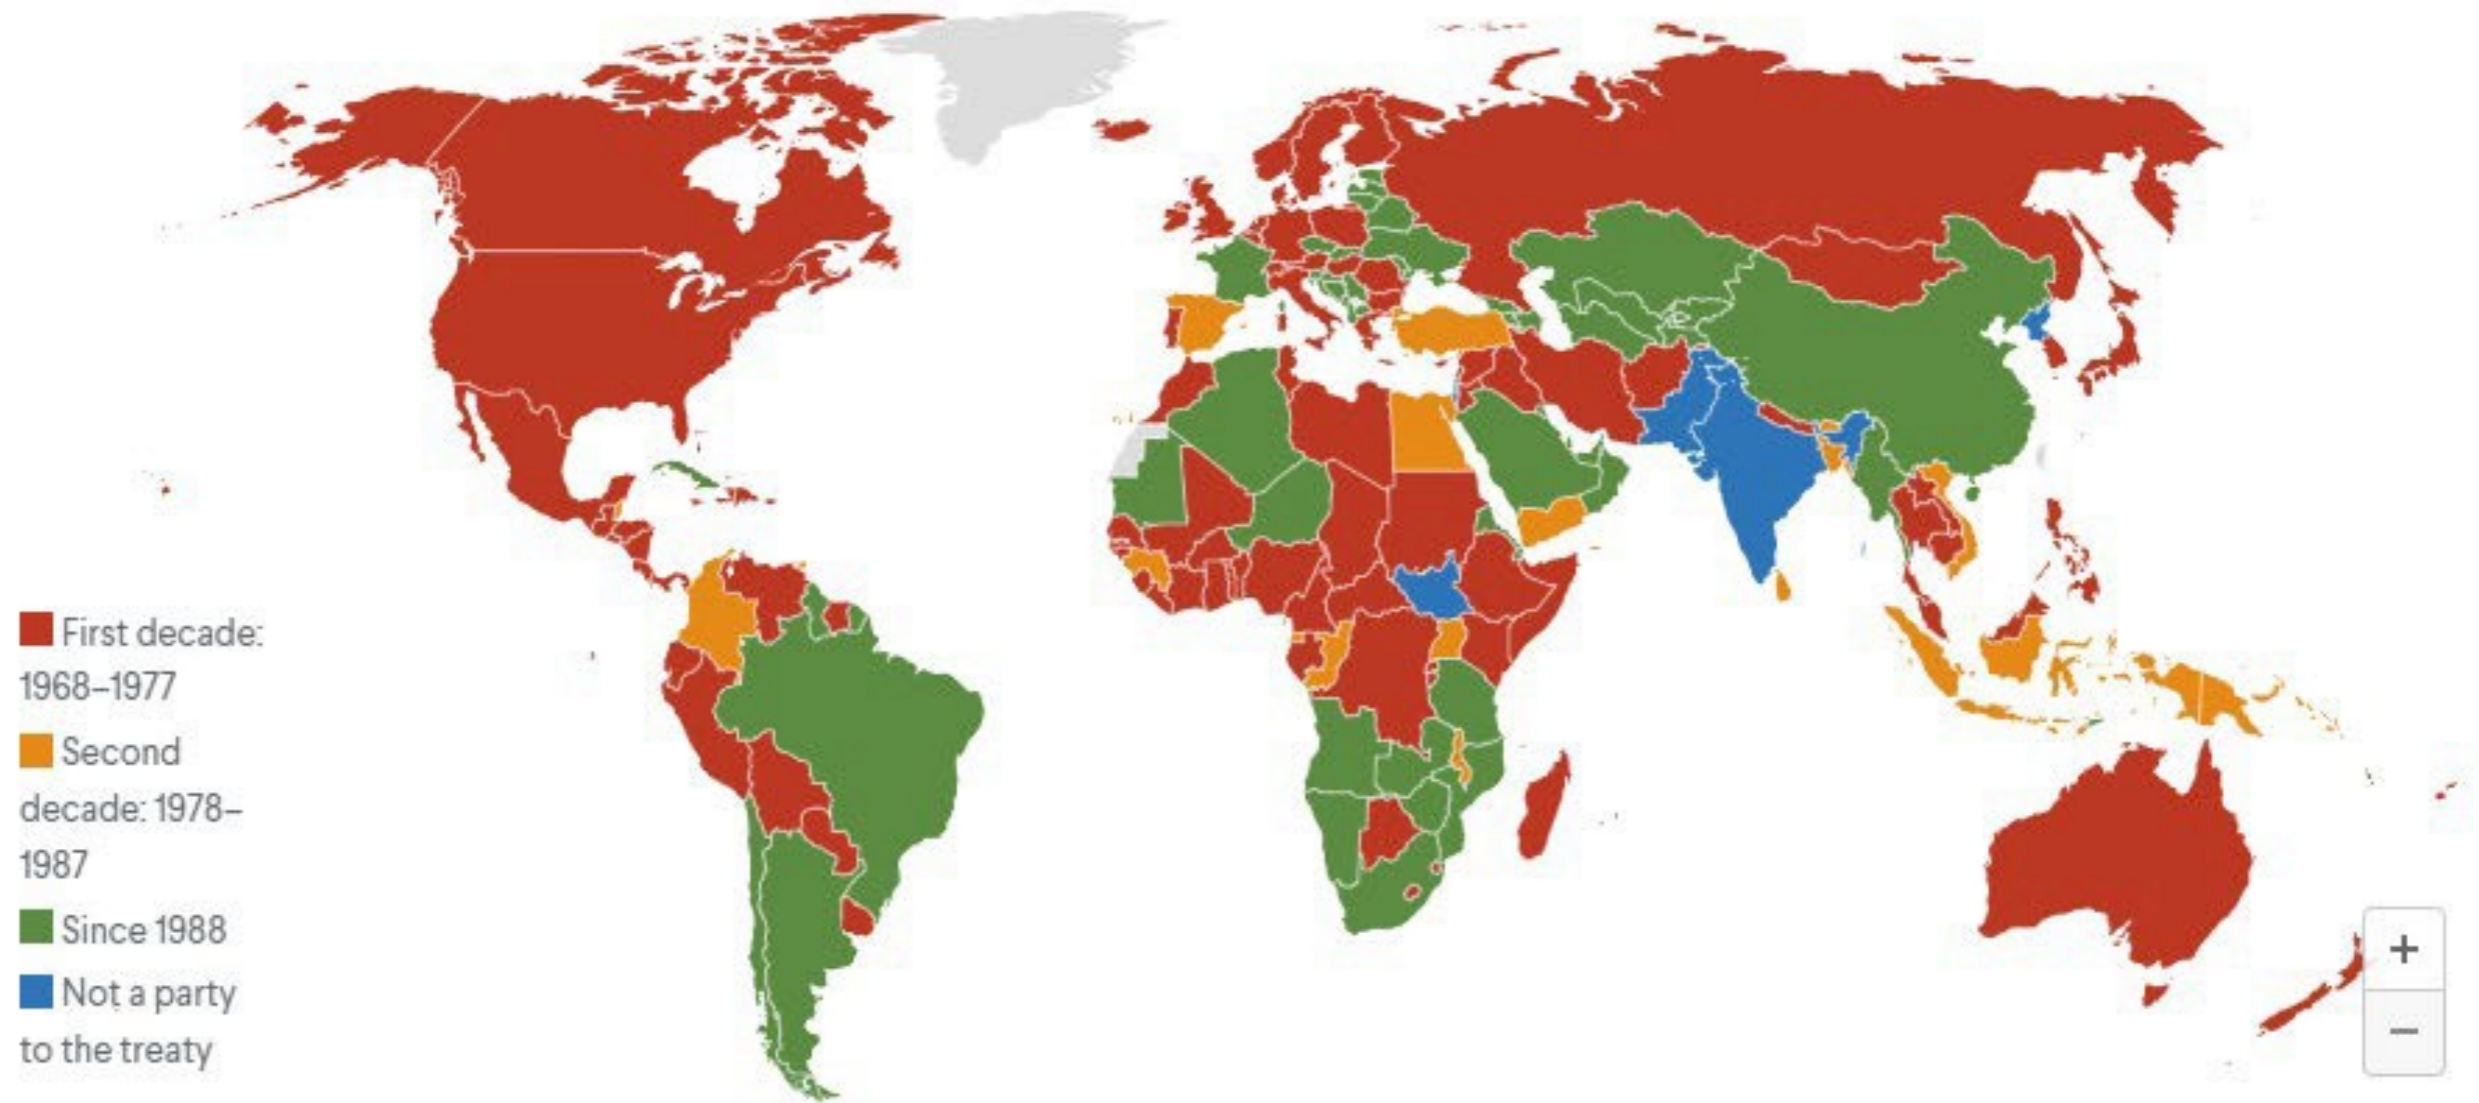 First decade:
1968–1977
Second
decade: 1978–
1987
Since 1988
Not a party
to the treaty
+
−